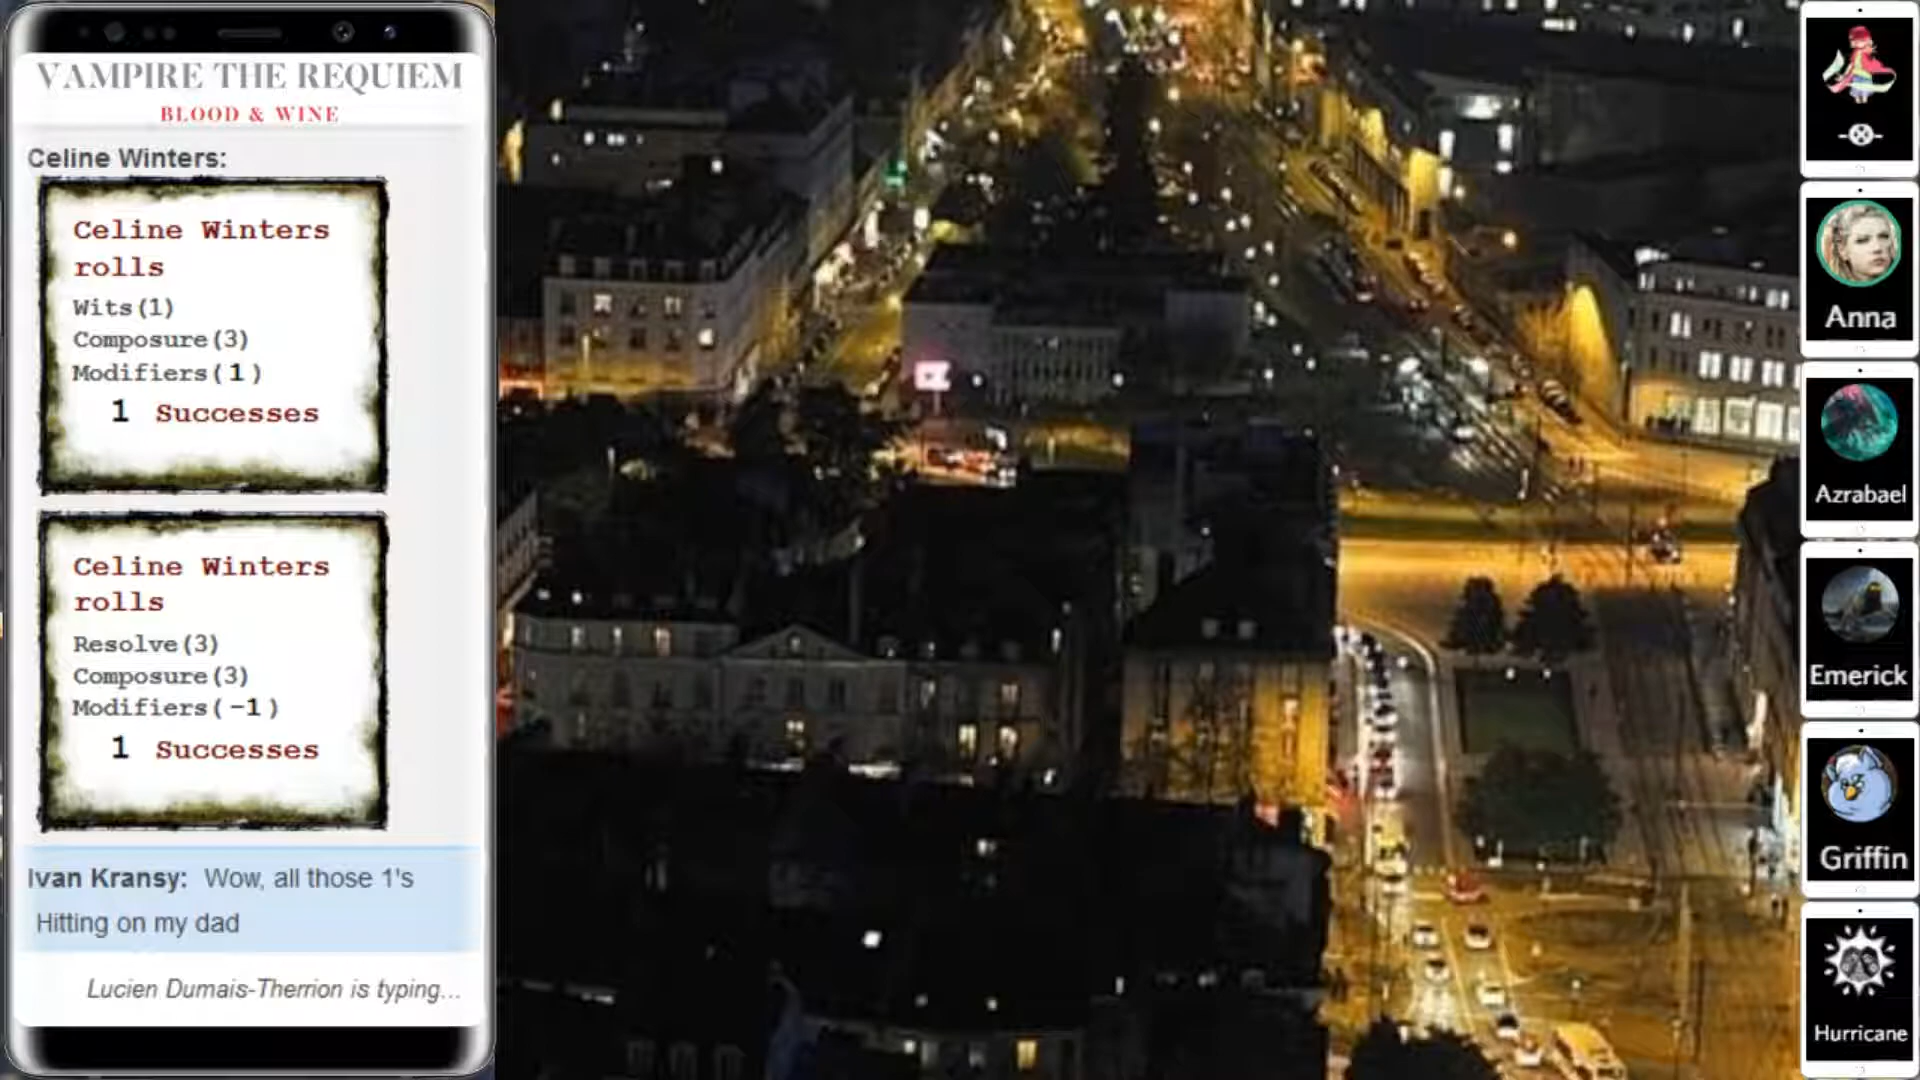 VAMPIRE THE REQUIEM
BLOOD & WINE
Celine Winters:
Celine Winters
rolls
Wits(1)
Composure(3)
Modifiers( 1 )
1 Successes
Celine Winters
rolls
Resolve(3)
Composure(3)
Modifiers( -1 )
1 Successes
Ivan Kransy: Wow, all those 1's
Hitting on my dad
Lucien Dumais-Therrion is typing...
Anna
Azrabael
Emerick
Griffin
Hurricane